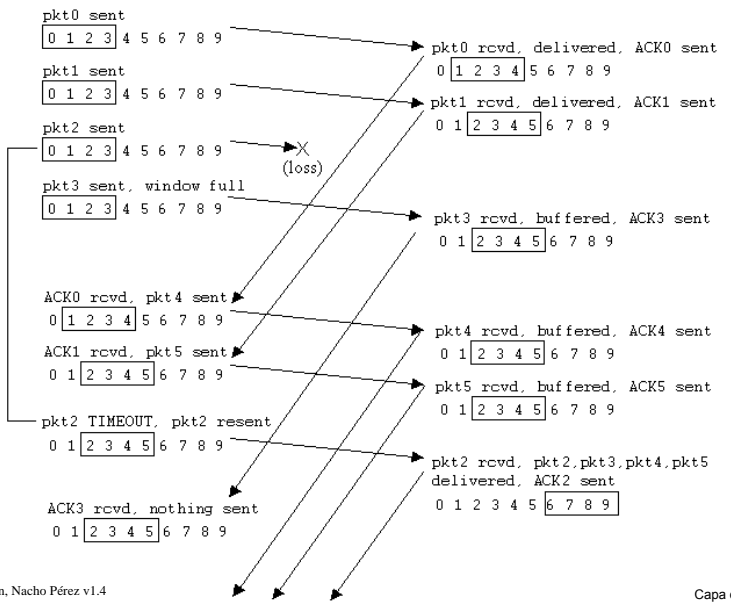 pkt0 sent
0 1 2 3 4 5 6 7 8 9
pkt1 sent
0 1 2 3 4 5 6 7 8 9
pkt2 sent
0 1 2 3 4 5 6 7 8 9
pkt3 sent, window full
0 1 2 3 4 5 6 7 8 9
ACK0 rcvd, pkt4 sent
0 1 2 3 4 5 6 7 8 9
ACK1 rcvd, pkt5 sent
0 1 2 3 4 5 6 7 8 9
pkt2 TIMEOUT, pkt2 resent
0 1 2 3 4 5 6 7 8 9
ACK3 rcvd, nothing sent
0 1 2 3 4 5 6 7 8 9
X
(loss)
pkt0 rcvd, delivered, ACK0 sent
0 1 2 3 4 5 6 7 8 9
pkt1 rcvd, delivered, ACK1 sent
0 1 2 3 4 5 6 7 8 9
pkt3 rcvd, buffered, ACK3 sent
0 1 2 3 4 5 6 7 8 9
pkt4 rcvd, buffered, ACK4 sent
0 1 2 3 4 5 6 7 8 9
pkt5 rcvd, buffered, ACK5 sent
0 1 2 3 4 5 6 7 8 9
pkt2 rcvd, pkt2,pkt3,pkt4,pkt5
delivered, ACK2 sent
0 1 2 3 4 5 6 7 8 9
n, Nacho Pérez v1.4
Capa